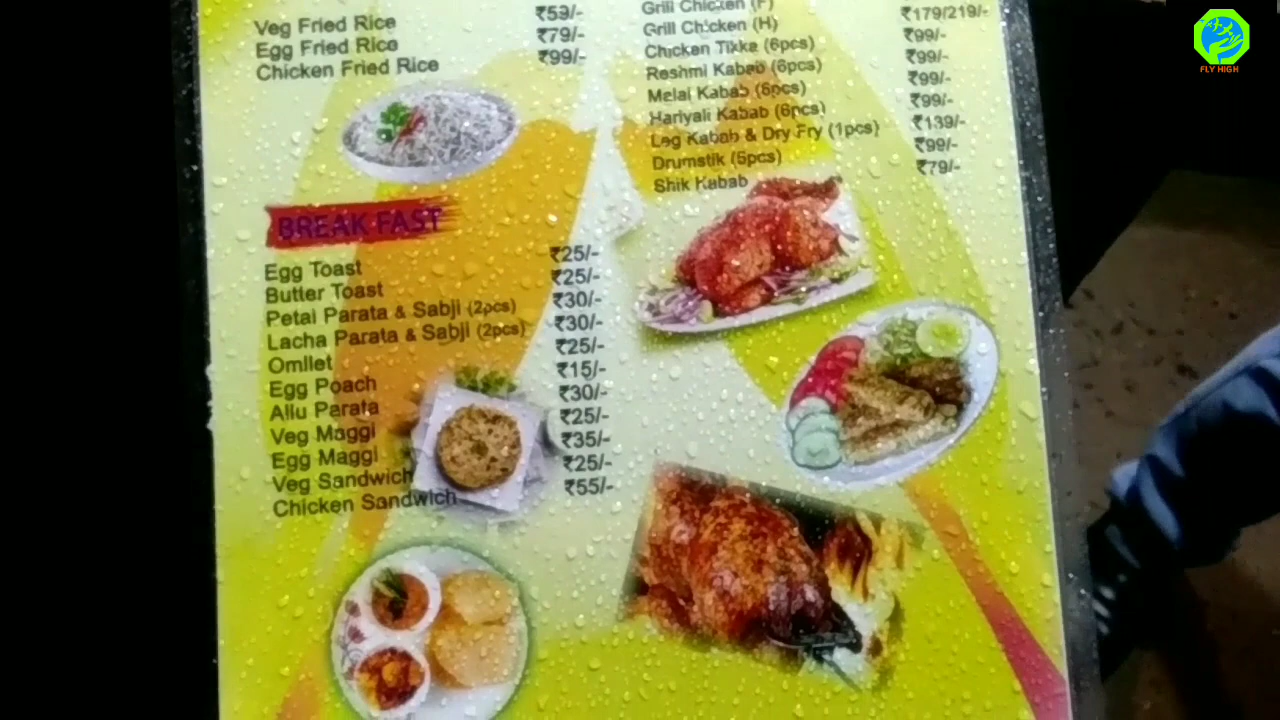 Veg Fried Rice ₹59/-
Egg Fried Rice ₹79/-
Chicken Fried Rice ₹99/-
BREAK FAST
Egg Toast ₹25/-
Butter Toast ₹25/-
Petai Parata & Sabji (2pcs) ₹30/-
Lacha Parata & Sabji (2pcs) ₹30/-
Omllet ₹25/-
Egg Poach ₹15/-
Allu Parata ₹30/-
Veg Maggi ₹25/-
Egg Maggi ₹35/-
Veg Sandwich ₹25/-
Chicken Sandwich ₹55/-
Grill Chicken (F)
Grill Chicken (H) ₹179/219/-
Chicken Tikka (6pcs) ₹99/-
Reshmi Kabab (6pcs) ₹99/-
Melai Kabab (6pcs) ₹99/-
Hariyali Kabab (6pcs) ₹99/-
Leg Kabab & Dry Fry (1pcs) ₹139/-
Drumstik (5pcs) ₹99/-
Shik Kabab ₹79/-
FLY HIGH